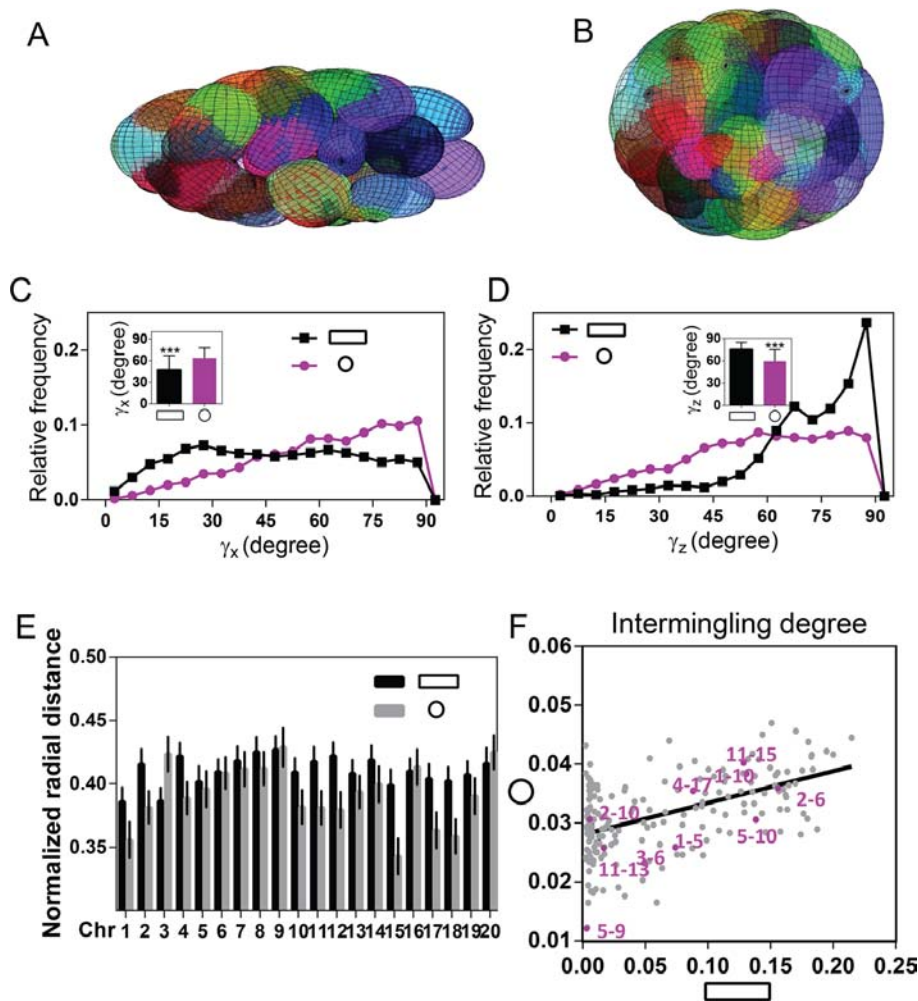 A
B
C
0.2
0.1
0.0
Relative frequency
90
60
30
0
γx (degree)
***
0 15 30 45 60 75 90
γx (degree)
D
0.2
0.1
0.0
Relative frequency
90
60
30
0
γz (degree)
***
0 15 30 45 60 75 90
γz (degree)
E
0.50
0.45
0.40
0.35
Normalized radial distance
Chr 1 2 3 4 5 6 7 8 9 10 11 12 13 14 15 16 17 18 19 20
F
Intermingling degree
0.06
0.05
0.04
0.03
0.02
0.01
11-15
4-17
1-10
2-10
2-6
5-10
1-5
3-6
11-13
5-9
0.00 0.05 0.10 0.15 0.20 0.25